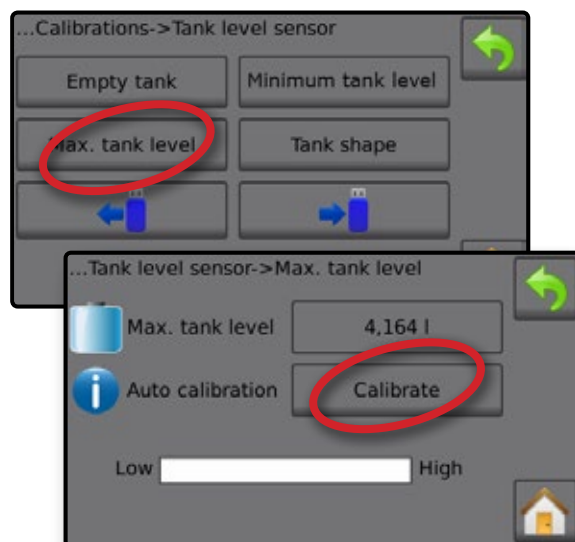 ...Calibrations->Tank level sensor
Empty tank
Minimum tank level
Max. tank level
Tank shape
...Tank level sensor->Max. tank level
Max. tank level
4,164 l
Auto calibration
Calibrate
Low
High